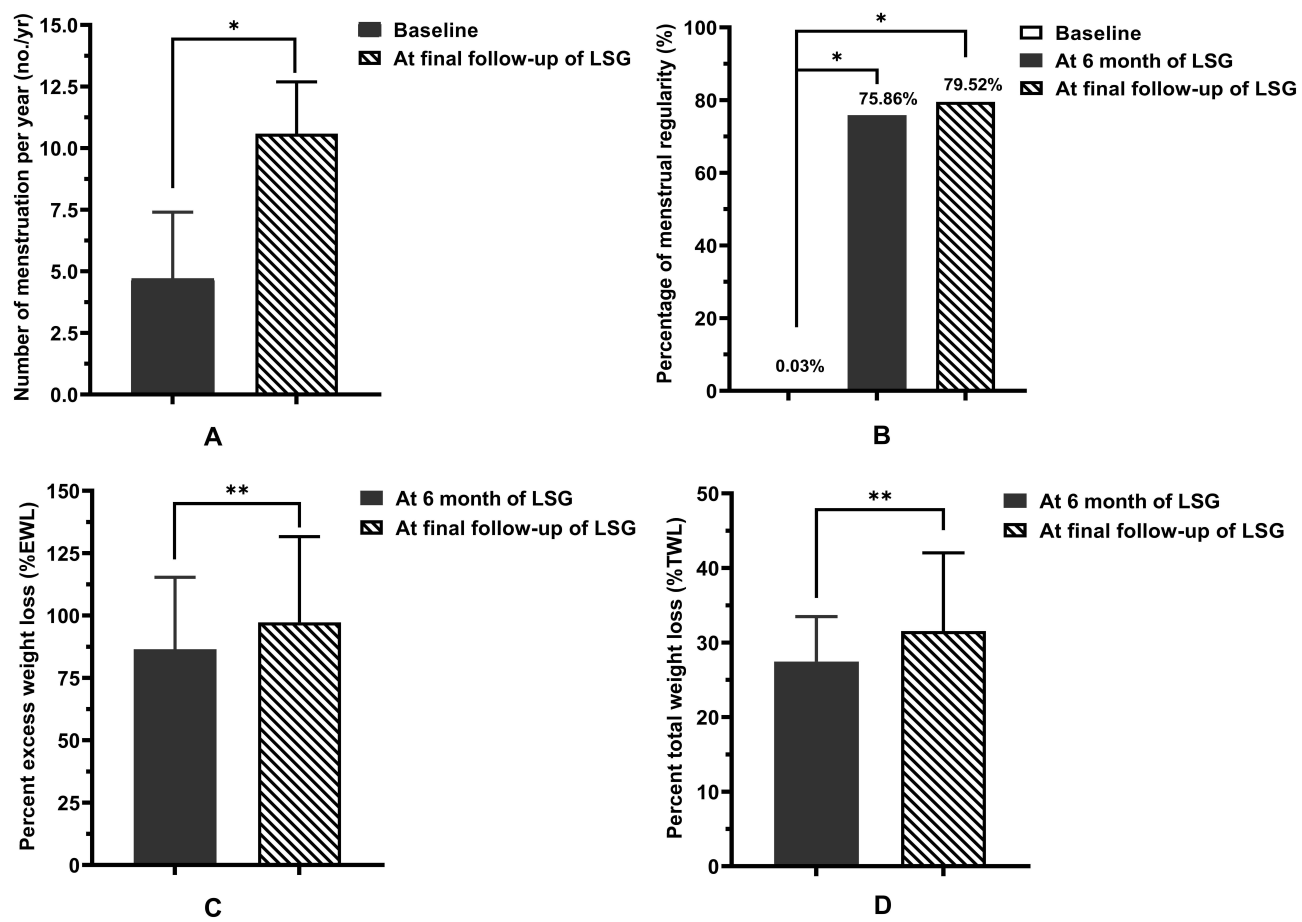 Number of menstruation per year (no./yr)
15.0
12.5
10.0
7.5
5.0
2.5
0.0
*
Baseline
At final follow-up of LSG
A
Percentage of menstrual regularity (%)
100
80
60
40
20
0
*
*
0.03%
75.86%
79.52%
Baseline
At 6 month of LSG
At final follow-up of LSG
B
Percent excess weight loss (%EWL)
150
125
100
75
50
25
0
**
At 6 month of LSG
At final follow-up of LSG
C
Percent total weight loss (%TWL)
50
40
30
20
10
0
**
At 6 month of LSG
At final follow-up of LSG
D